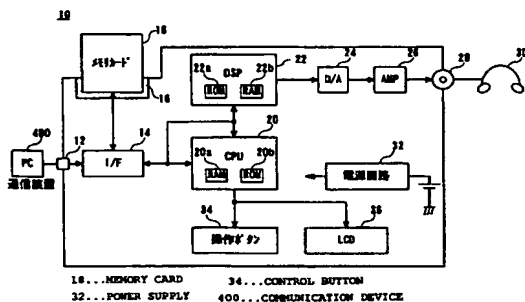 10
18
メモリカード
16
DSP
22
22a
22b
ROM
RAM
24
D/A
26
AMP
28
30
400
PC
通信装置
12
14
I/F
20
CPU
20a
20b
RAM
ROM
32
電源回路
34
操作ボタン
LCD
18...MEMORY CARD
34...CONTROL BUTTON
32...POWER SUPPLY
400...COMMUNICATION DEVICE